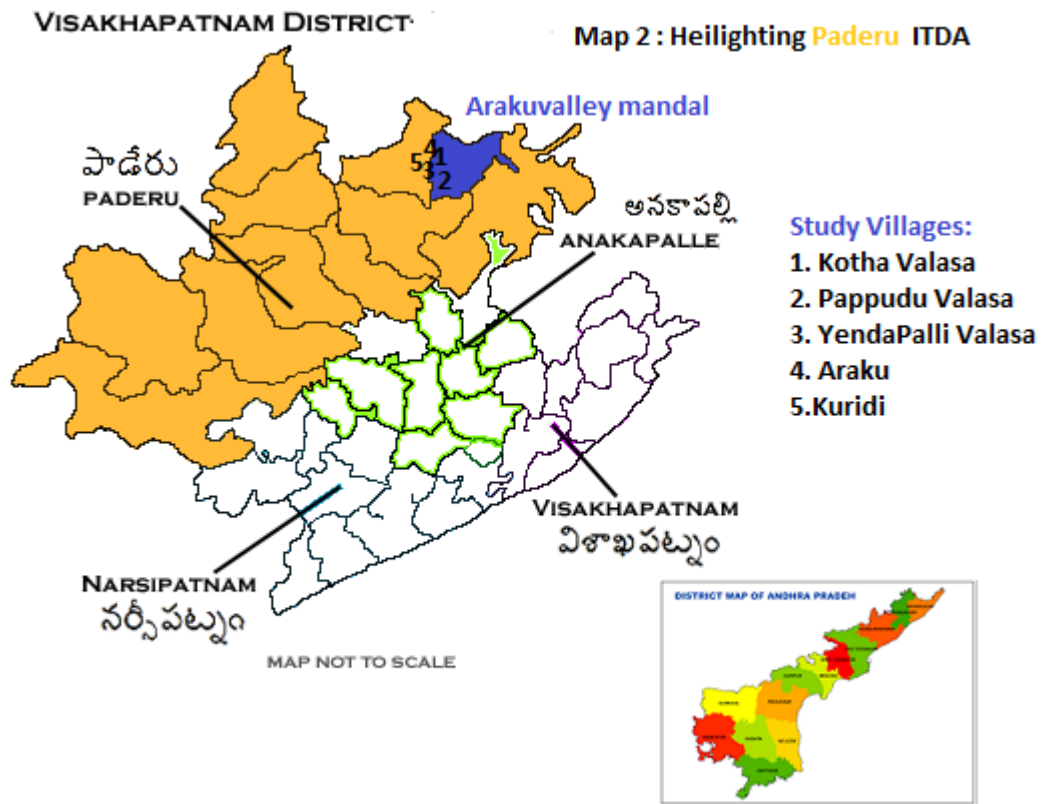 VISAKHAPATNAM DISTRICT
Map 2 : Heilighting Paderu ITDA
Arakuvalley mandal
4
5 1
3
2
పాడేరు
PADERU
అనకాపల్లి
ANAKAPALLE
Study Villages:
1. Kotha Valasa
2. Pappudu Valasa
3. YendaPalli Valasa
4. Araku
5.Kuridi
VISAKHAPATNAM
విశాఖపట్నం
NARSIPATNAM
నర్సీపట్నం
MAP NOT TO SCALE
DISTRICT MAP OF ANDHRA PRADEH